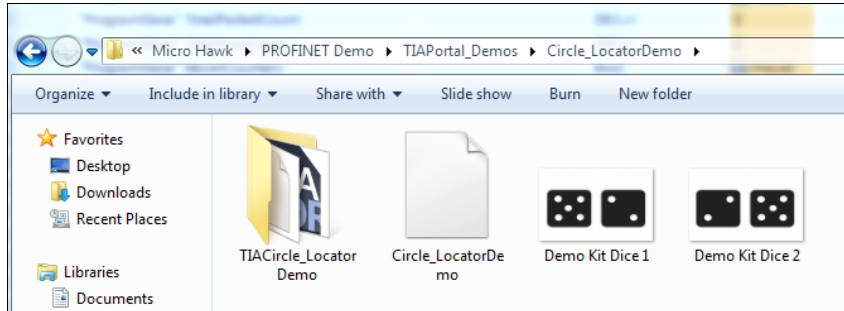 « Micro Hawk ▸ PROFINET Demo ▸ TIAPortal_Demos ▸ Circle_LocatorDemo ▸
Organize ▾ Include in library ▾ Share with ▾ Slide show Burn New folder
Favorites
Desktop
Downloads
Recent Places
Libraries
Documents
TIACircle_Locator
Demo
Circle_LocatorDe
mo
Demo Kit Dice 1
Demo Kit Dice 2